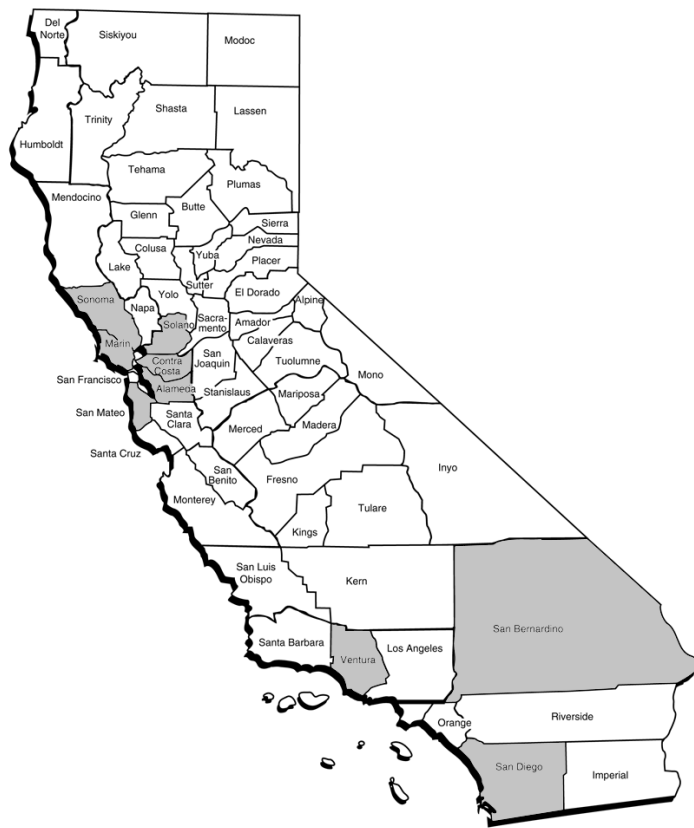 Del
Norte
Siskiyou
Modoc
Humboldt
Trinity
Shasta
Lassen
Tehama
Plumas
Mendocino
Glenn
Butte
Sierra
Colusa
Yuba
Nevada
Lake
Placer
Sutter
Sonoma
Yolo
El Dorado
Napa
Alpine
Solano
Sacra-
mento
Amador
Marin
Calaveras
Contra
Costa
San
Joaquin
Tuolumne
San Francisco
Alameda
Stanislaus
Mono
Mariposa
San Mateo
Santa
Clara
Merced
Madera
Santa Cruz
San
Benito
Fresno
Inyo
Monterey
Tulare
Kings
San Luis
Obispo
Kern
San Bernardino
Santa Barbara
Ventura
Los Angeles
Orange
Riverside
San Diego
Imperial